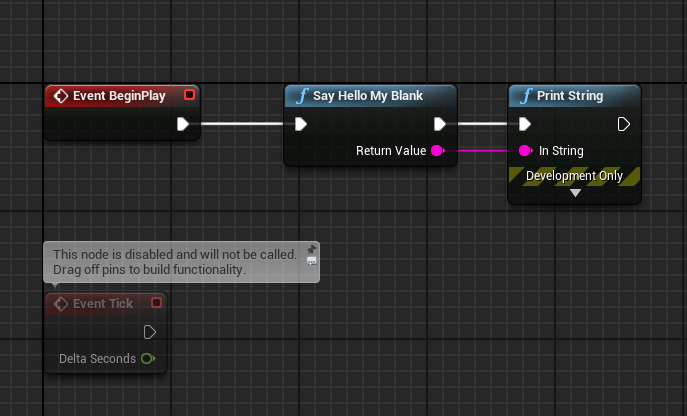 Event BeginPlay
Say Hello My Blank
Print String
Return Value
In String
Development Only
This node is disabled and will not be called.
Drag off pins to build functionality.
Event Tick
Delta Seconds